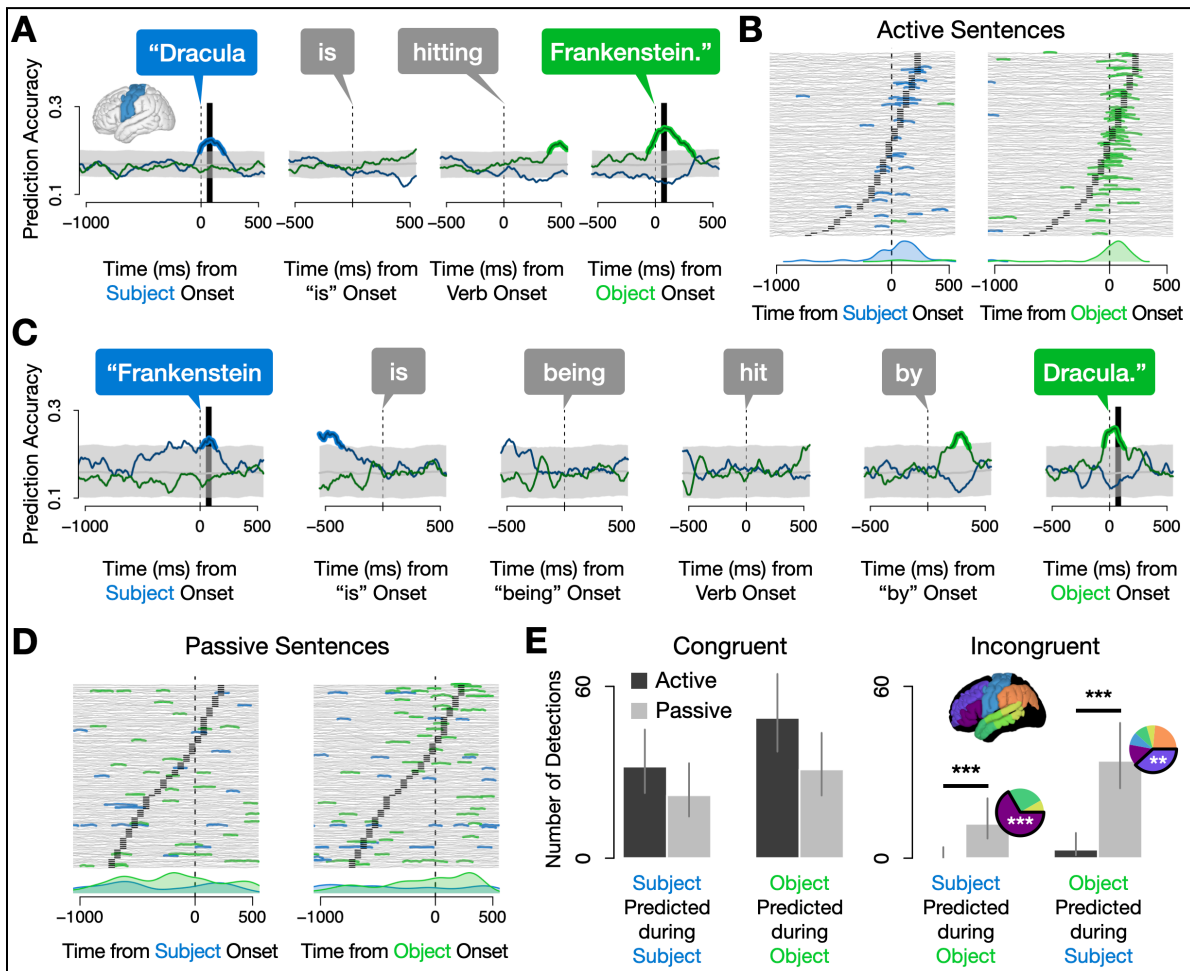 A
“Dracula
is
hitting
Frankenstein.”
Prediction Accuracy
0.3
0.1
−1000 0 500
−500 0 500
−500 0 500
−500 0 500
Time (ms) from
Subject Onset
Time (ms) from
“is” Onset
Time (ms) from
Verb Onset
Time (ms) from
Object Onset
B
Active Sentences
−1000 0 500
−1000 0 500
Time from Subject Onset
Time from Object Onset
C
“Frankenstein
is
being
hit
by
Dracula.”
Prediction Accuracy
0.3
0.1
−1000 0 500
−500 0 500
−500 0 500
−500 0 500
−500 0 500
−500 0 500
Time (ms) from
Subject Onset
Time (ms) from
“is” Onset
Time (ms) from
“being” Onset
Time (ms) from
Verb Onset
Time (ms) from
“by” Onset
Time (ms) from
Object Onset
D
Passive Sentences
−1000 0 500
−1000 0 500
Time from Subject Onset
Time from Object Onset
E
Congruent
Number of Detections
60
0
Active
Passive
Subject
Predicted
during
Subject
Object
Predicted
during
Object
Incongruent
60
0
***
***
***
**
Subject
Predicted
during
Object
Object
Predicted
during
Subject